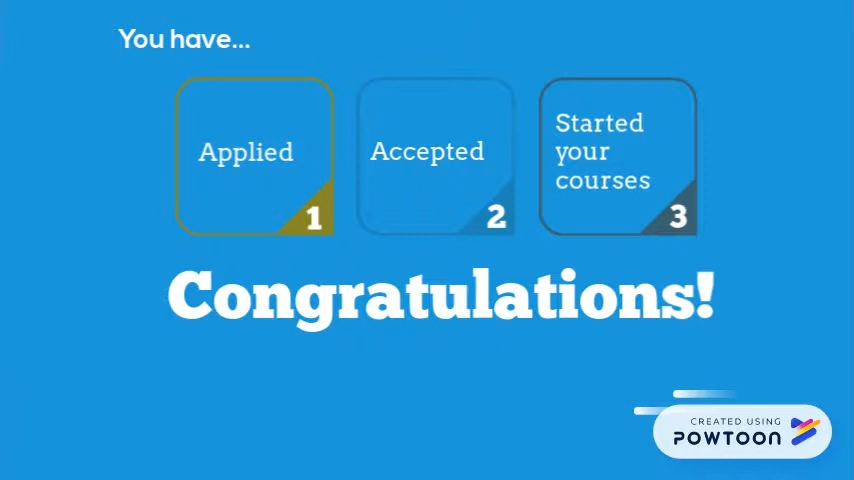 You have...
Applied
1
Accepted
2
Started
your
courses
3
Congratulations!
CREATED USING
POWTOON